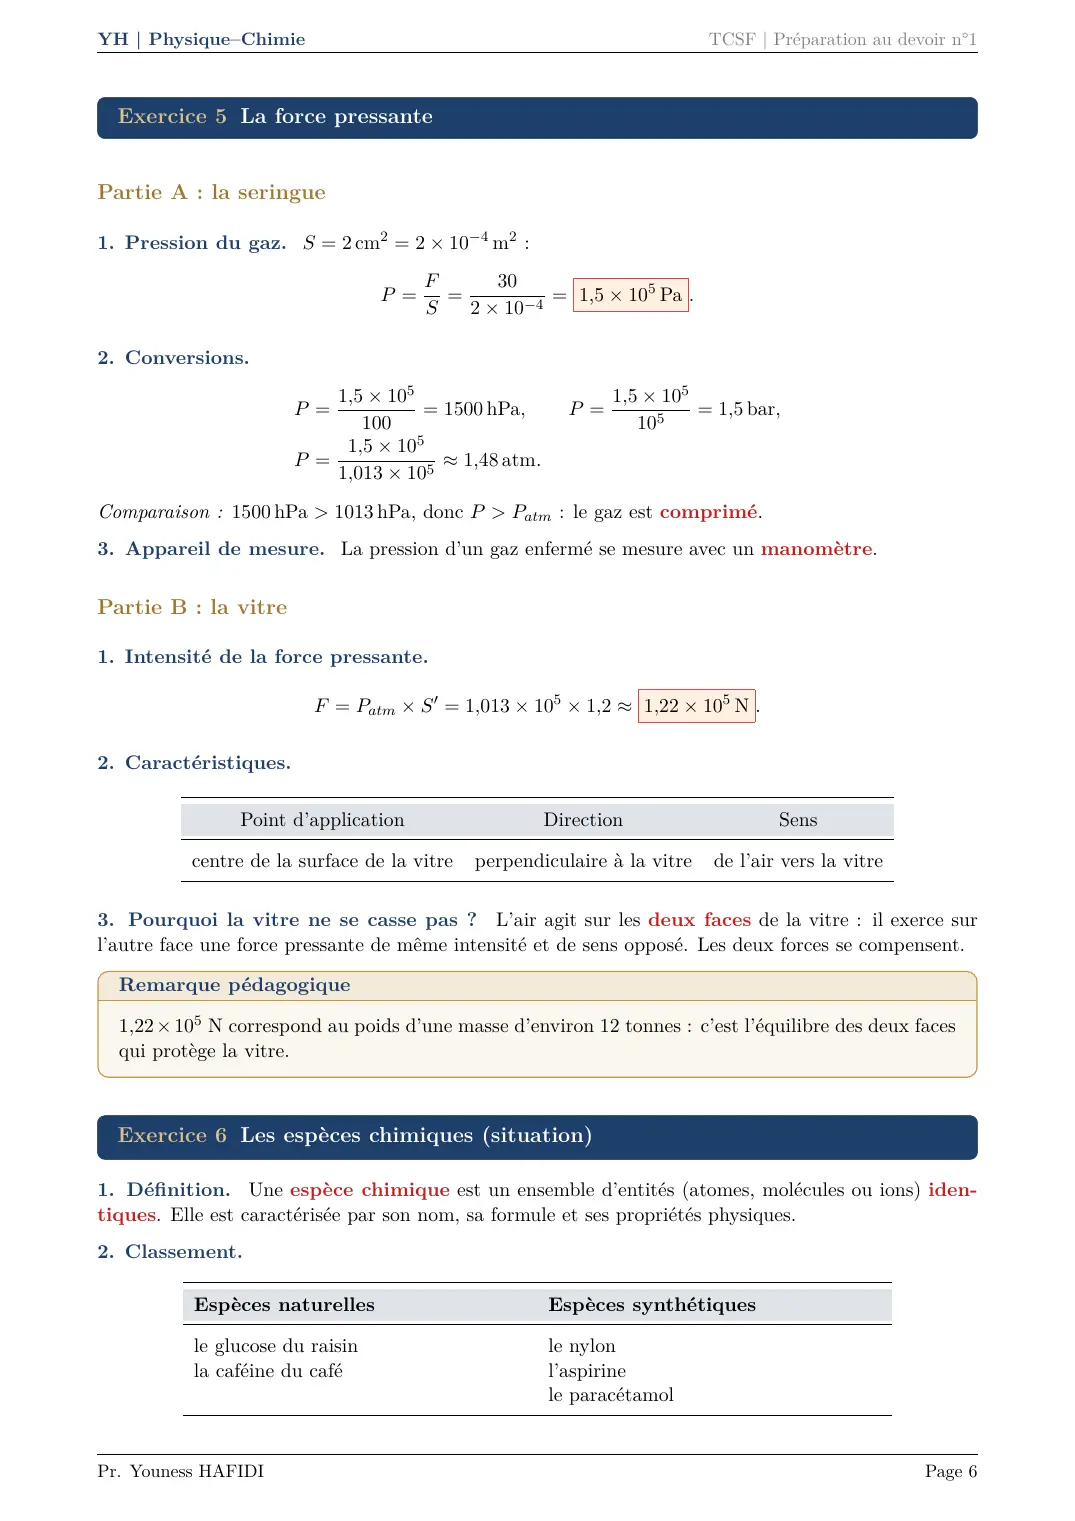 YH | Physique–Chimie
TCSF | Préparation au devoir n°1
Exercice 5 La force pressante
Partie A : la seringue
1. Pression du gaz. S = 2 cm² = 2 × 10⁻⁴ m² :
P = F/S = 30/(2 × 10⁻⁴) = 1,5 × 10⁵ Pa.
2. Conversions.
P = (1,5 × 10⁵)/100 = 1500 hPa, P = (1,5 × 10⁵)/10⁵ = 1,5 bar,
P = (1,5 × 10⁵)/(1,013 × 10⁵) ≈ 1,48 atm.
Comparaison : 1500 hPa > 1013 hPa, donc P > Patm : le gaz est comprimé.
3. Appareil de mesure. La pression d'un gaz enfermé se mesure avec un manomètre.
Partie B : la vitre
1. Intensité de la force pressante.
F = Patm × S′ = 1,013 × 10⁵ × 1,2 ≈ 1,22 × 10⁵ N.
2. Caractéristiques.
Point d'application Direction Sens
centre de la surface de la vitre perpendiculaire à la vitre de l'air vers la vitre
3. Pourquoi la vitre ne se casse pas ? L'air agit sur les deux faces de la vitre : il exerce sur
l'autre face une force pressante de même intensité et de sens opposé. Les deux forces se compensent.
Remarque pédagogique
1,22 × 10⁵ N correspond au poids d'une masse d'environ 12 tonnes : c'est l'équilibre des deux faces
qui protège la vitre.
Exercice 6 Les espèces chimiques (situation)
1. Définition. Une espèce chimique est un ensemble d'entités (atomes, molécules ou ions) iden-
tiques. Elle est caractérisée par son nom, sa formule et ses propriétés physiques.
2. Classement.
Espèces naturelles Espèces synthétiques
le glucose du raisin le nylon
la caféine du café l'aspirine
le paracétamol
Pr. Youness HAFIDI
Page 6